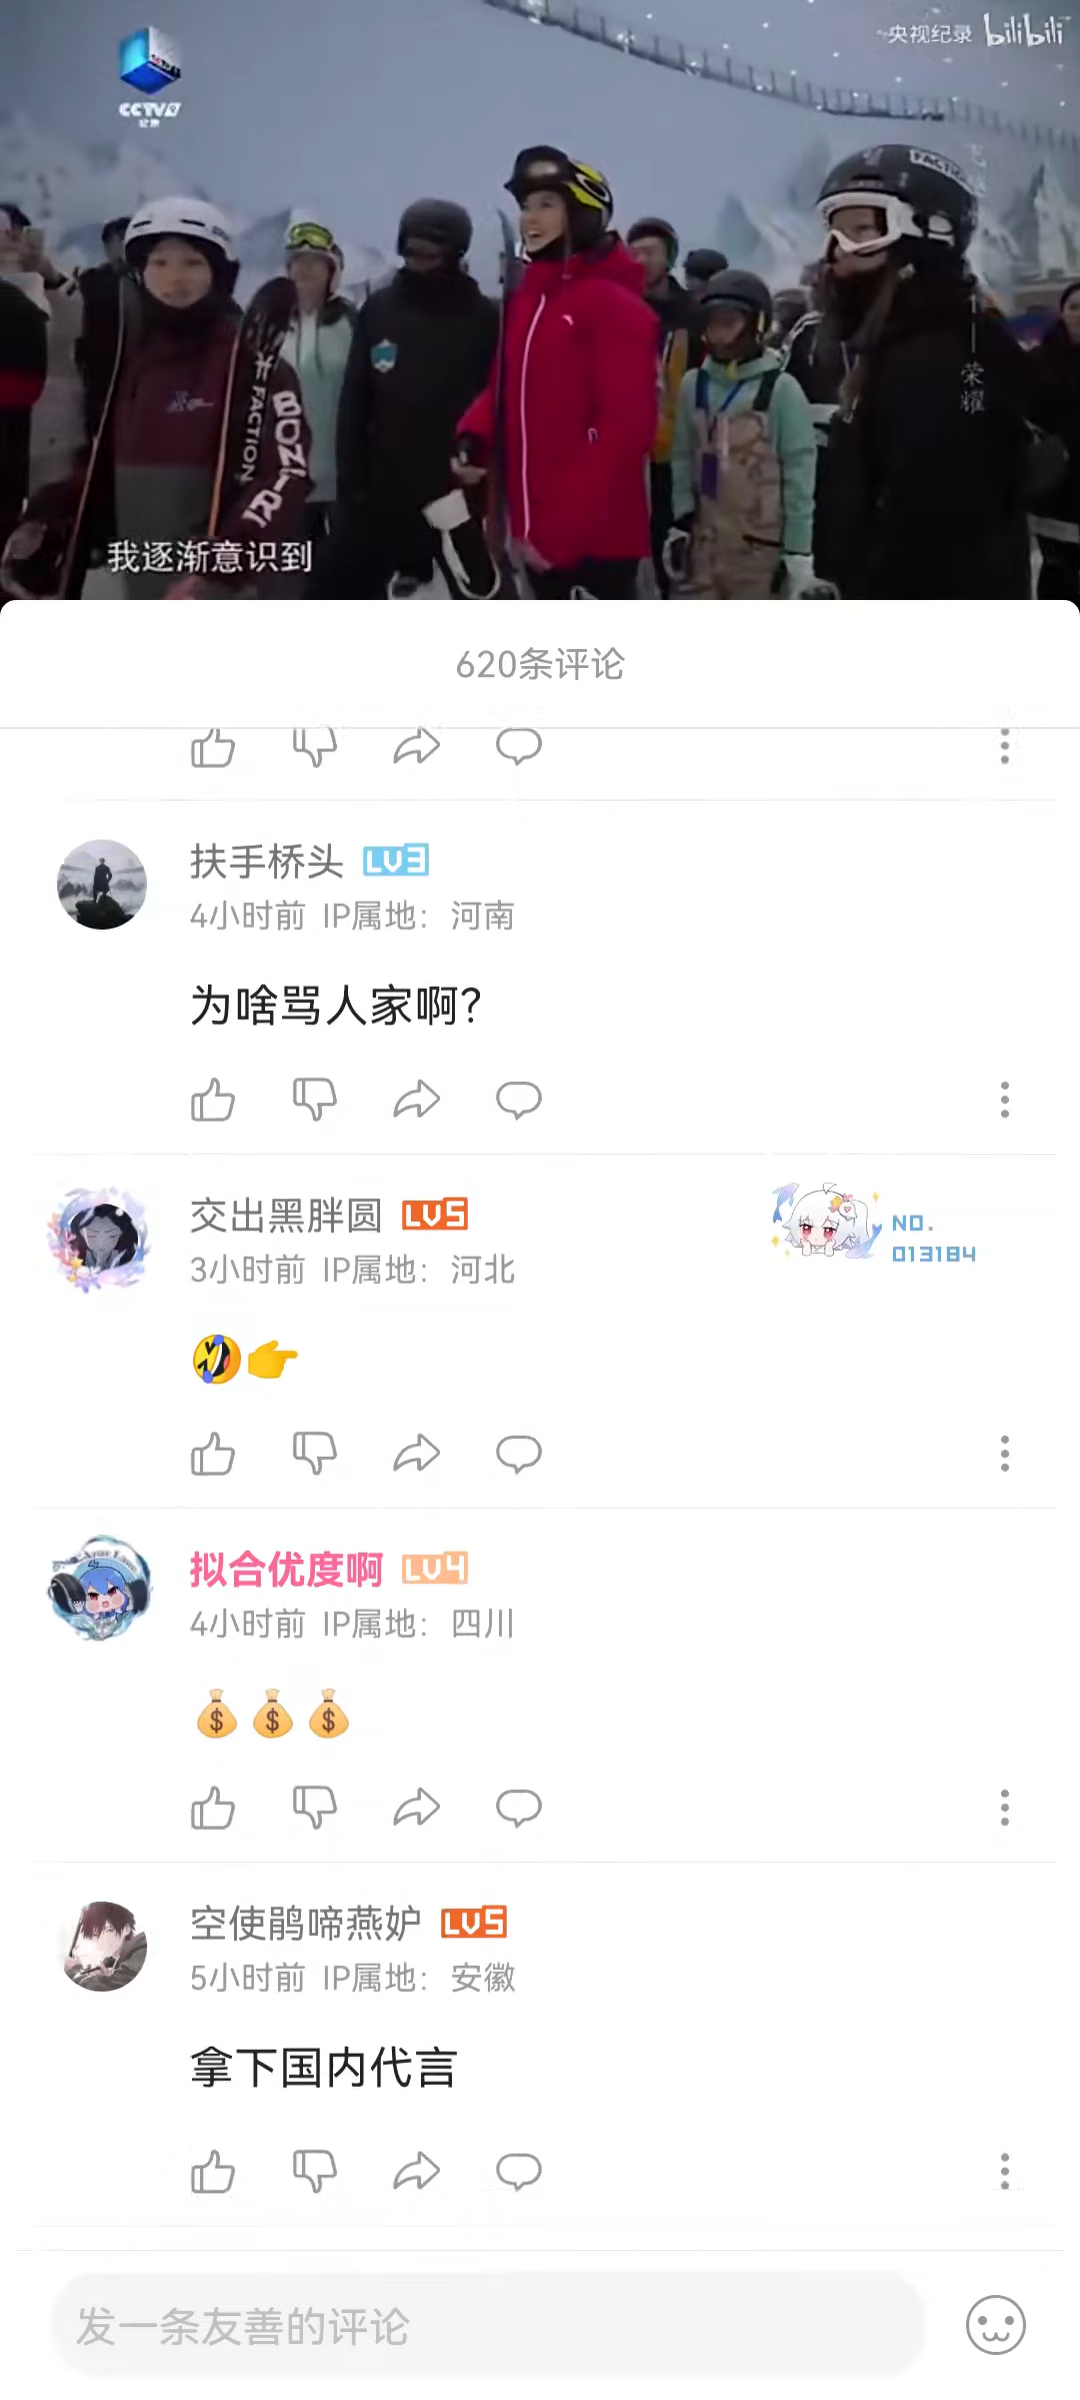 央视纪录 bilibili
CCTV9
纪录
FACTION
荣耀
# FACTION
我逐渐意识到
620条评论
扶手桥头 LV3
4小时前 IP属地：河南
为啥骂人家啊？
交出黑胖圆 LV5
NO.
013184
3小时前 IP属地：河北
🤣👉
拟合优度啊 LV4
4小时前 IP属地：四川
💰💰💰
空使鹃啼燕妒 LV5
5小时前 IP属地：安徽
拿下国内代言
发一条友善的评论